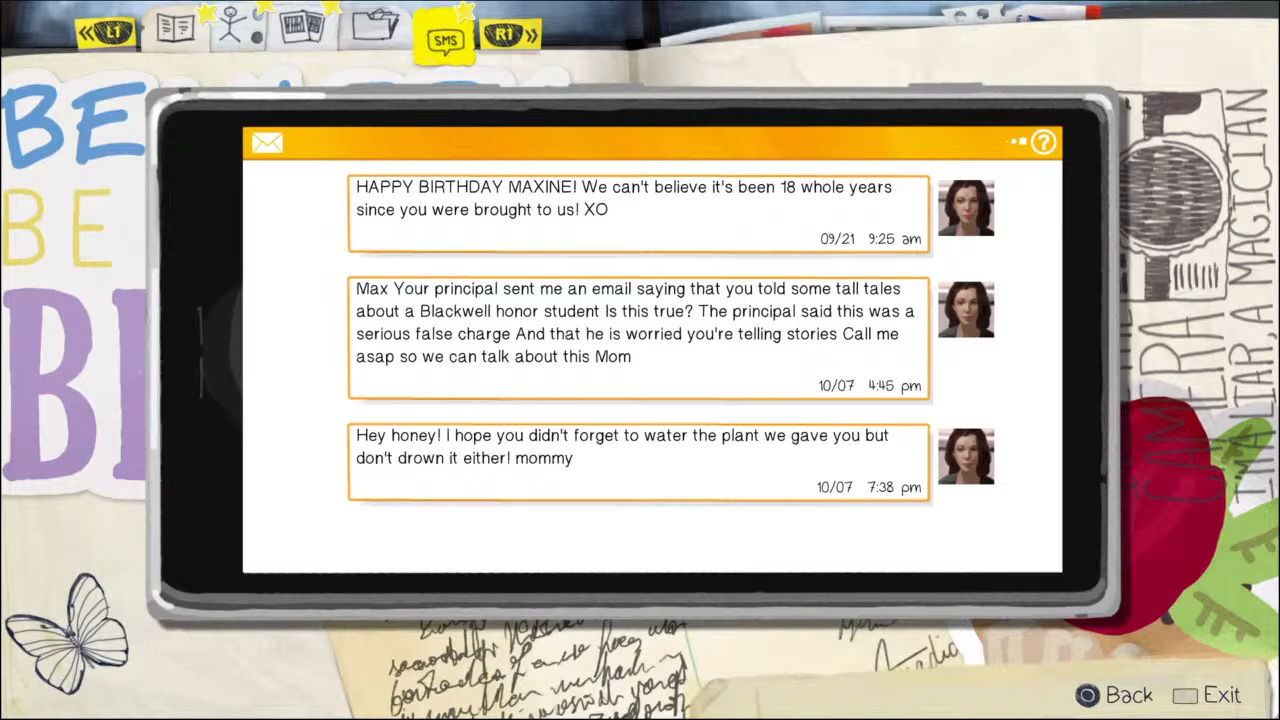 L1
SMS
R1
BE
BE
HAPPY BIRTHDAY MAXINE! We can't believe it's been 18 whole years
since you were brought to us! XO
09/21 9:25 am
Max Your principal sent me an email saying that you told some tall tales
about a Blackwell honor student Is this true? The principal said this was a
serious false charge And that he is worried you're telling stories Call me
asap so we can talk about this Mom
10/07 4:45 pm
Hey honey! I hope you didn't forget to water the plant we gave you but
don't drown it either! mommy
10/07 7:38 pm
CAMERA
LIAR, A MAGICIAN
Back
Exit